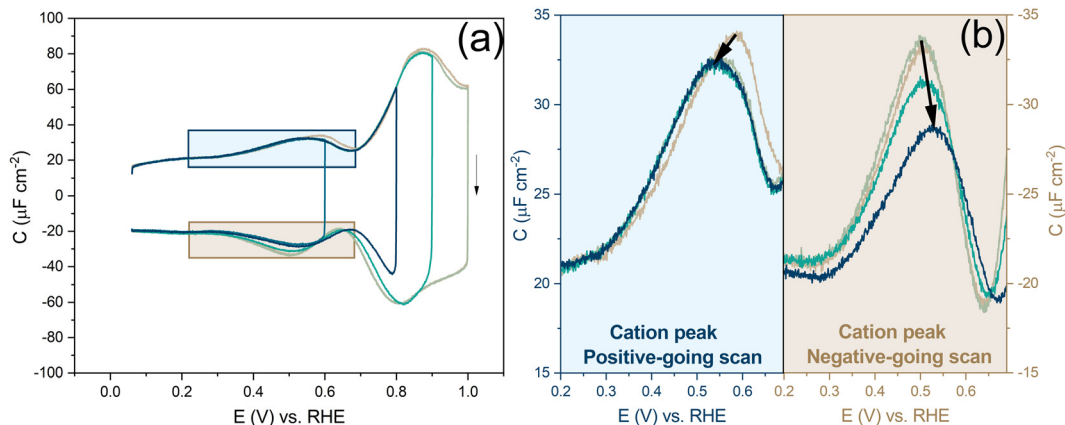 (a)
100
80
60
40
20
0
-20
-40
-60
-80
-100
C (μF cm-2)
0.0 0.2 0.4 0.6 0.8 1.0
E (V) vs. RHE
(b)
35
30
25
20
15
C (μF cm-2)
Cation peak
Positive-going scan
0.2 0.3 0.4 0.5 0.6
E (V) vs. RHE
Cation peak
Negative-going scan
0.2 0.3 0.4 0.5 0.6
E (V) vs. RHE
-35
-30
-25
-20
-15
C (μF cm-2)